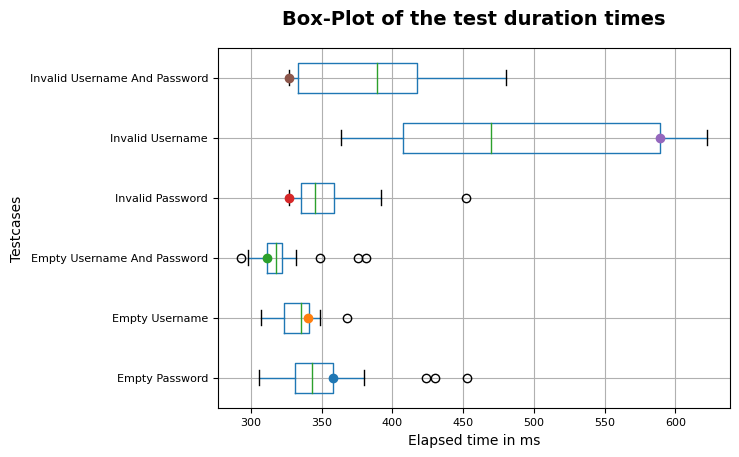 Box-Plot of the test duration times
Testcases
Invalid Username And Password
Invalid Username
Invalid Password
Empty Username And Password
Empty Username
Empty Password
300 350 400 450 500 550 600
Elapsed time in ms